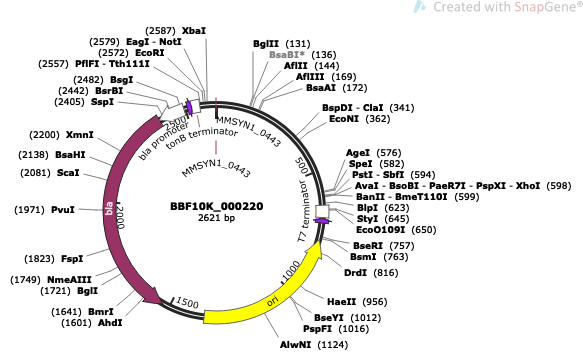 Created with SnapGene®
(2587) XbaI
(2579) EagI - NotI
(2572) EcoRI
(2557) PflFI - Tth111I
(2482) BsgI
(2442) BsrBI
(2405) SspI
(2200) XmnI
(2138) BsaHI
(2081) ScaI
(1971) PvuI
(1823) FspI
(1749) NmeAIII
(1721) BglI
(1641) BmrI
(1601) AhdI
BglII (131)
BsaBI* (136)
AflII (144)
AflIII (169)
BsaAI (172)
BspDI - ClaI (341)
EcoNI (362)
AgeI (576)
SpeI (582)
PstI - SbfI (594)
AvaI - BsoBI - PaeR7I - PspXI - XhoI (598)
BanII - BmeT110I (599)
BlpI (623)
StyI (645)
EcoO109I (650)
BseRI (757)
BsmI (763)
DrdI (816)
HaeII (956)
BseYI (1012)
PspFI (1016)
AlwNI (1124)
bla promoter
tonB terminator
MMSYN1_0443
MMSYN1_0443
T7 terminator
bla
ori
500
1000
1500
2000
2500
BBF10K_000220
2621 bp